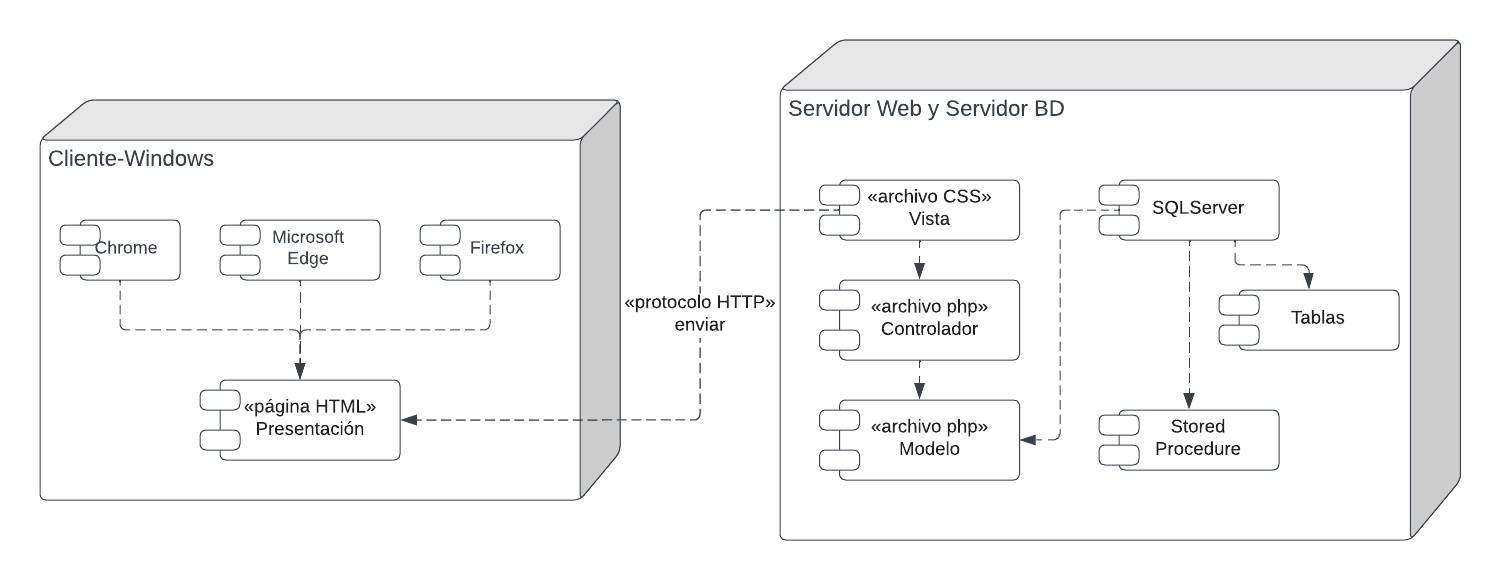 Cliente-Windows
Chrome
Microsoft
Edge
Firefox
«página HTML»
Presentación
«protocolo HTTP»
enviar
Servidor Web y Servidor BD
«archivo CSS»
Vista
«archivo php»
Controlador
«archivo php»
Modelo
SQLServer
Tablas
Stored
Procedure